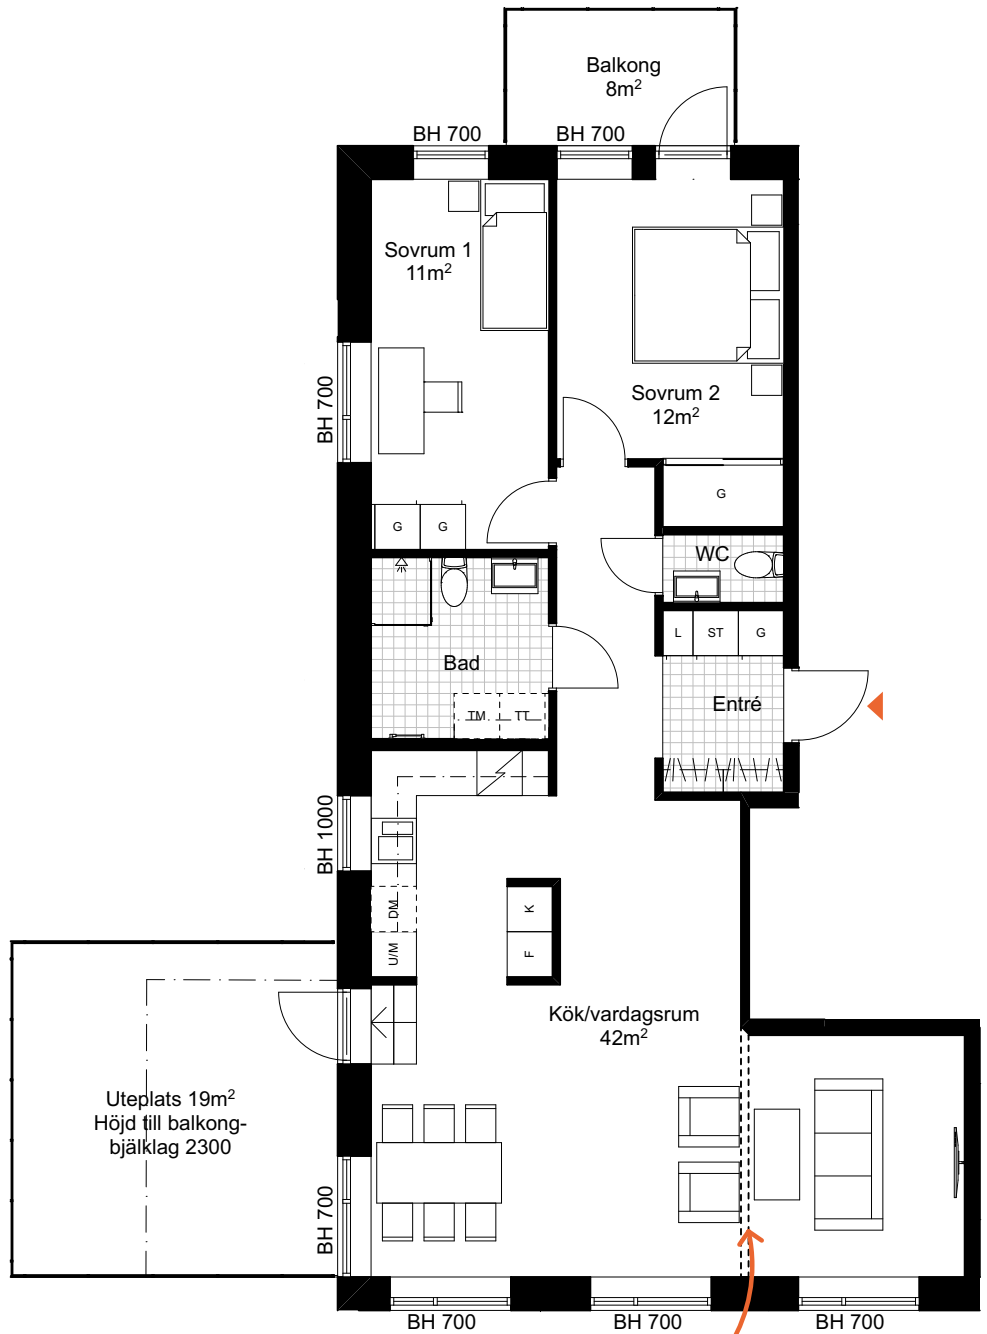 Balkong
8m²
BH 700
BH 700
Sovrum 1
11m²
BH 700
Sovrum 2
12m²
G
G
G
WC
L
ST
G
Bad
Entré
TM
TT
BH 1000
DM
U/M
K
F
Kök/vardagsrum
42m²
Uteplats 19m²
Höjd till balkong-
bjälklag 2300
BH 700
BH 700
BH 700
BH 700